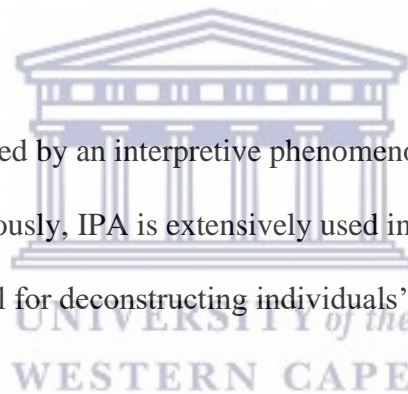 ed by an interpretive phenomeno
ously, IPA is extensively used in
l for deconstructing individuals’
UNIVERSITY of the
WESTERN CAPE